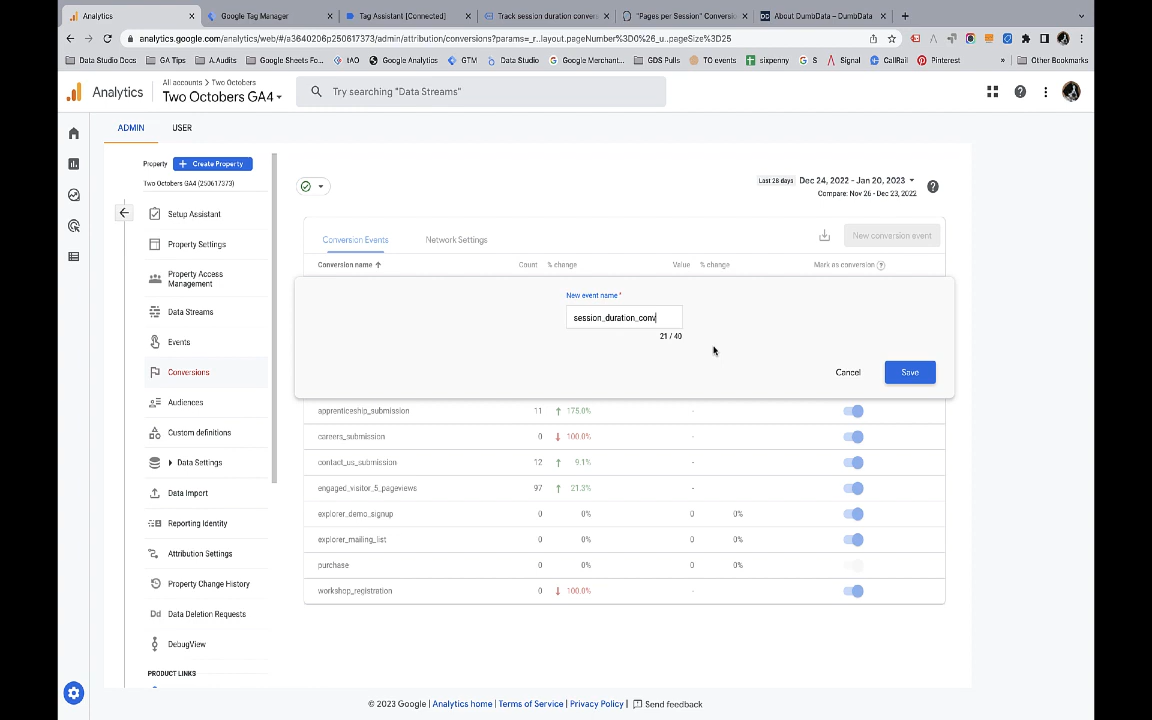 Analytics
Google Tag Manager
Tag Assistant [Connected]
Track session duration convers
"Pages per Session" Conversio
About DumbData – DumbData
analytics.google.com/analytics/web/#/a3640206p250617373/admin/attribution/conversions?params=_r..layout.pageNumber%3D0%26_u..pageSize%3D25
Data Studio Docs
GA Tips
A.Audits
Google Sheets Fo...
tAO
Google Analytics
GTM
Data Studio
Google Merchant...
GDS Pulls
TO events
sixpenny
G S
Signal
CallRail
Pinterest
»
Other Bookmarks
Analytics
All accounts > Two Octobers
Two Octobers GA4
Try searching "Data Streams"
ADMIN
USER
Property
+ Create Property
Two Octobers GA4 (250617373)
Setup Assistant
Property Settings
Property Access
Management
Data Streams
Events
Conversions
Audiences
Custom definitions
Data Settings
Data Import
Reporting Identity
Attribution Settings
Property Change History
Dd Data Deletion Requests
DebugView
PRODUCT LINKS
Last 28 days Dec 24, 2022 – Jan 20, 2023
Compare: Nov 26 – Dec 23, 2022
Conversion Events
Network Settings
New conversion event
Conversion name ↑ Count % change Value % change Mark as conversion
New event name *
session_duration_conv
21 / 40
Cancel
Save
apprenticeship_submission 11 ↑ 175.0% -
careers_submission 0 ↓ 100.0% -
contact_us_submission 12 ↑ 9.1% -
engaged_visitor_5_pageviews 97 ↑ 21.3% -
explorer_demo_signup 0 0% 0 0%
explorer_mailing_list 0 0% 0 0%
purchase 0 0% 0 0%
workshop_registration 0 ↓ 100.0% -
© 2023 Google | Analytics home | Terms of Service | Privacy Policy | Send feedback